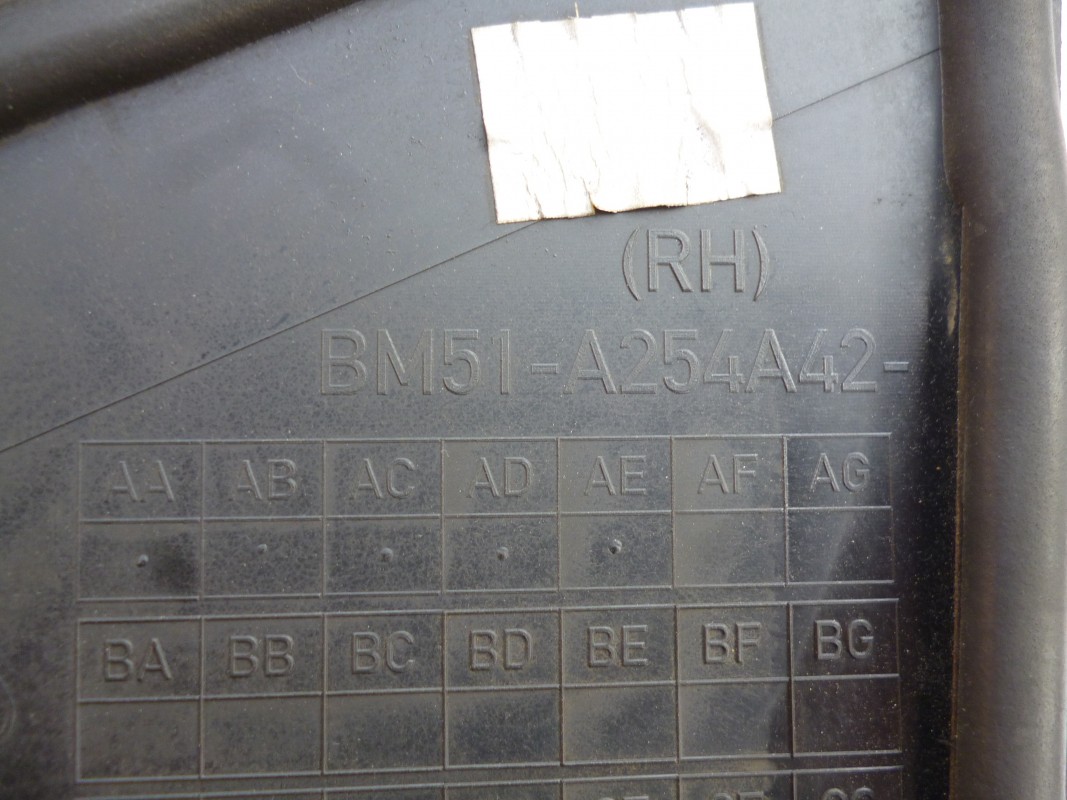 (RH)
BM51-A254A42-
AA AB AC AD AE AF AG
BA BB BC BD BE BF BG